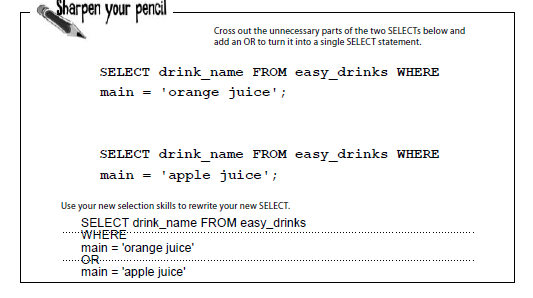 Sharpen your pencil
Cross out the unnecessary parts of the two SELECTs below and
add an OR to turn it into a single SELECT statement.
SELECT drink_name FROM easy_drinks WHERE
main = 'orange juice';
SELECT drink_name FROM easy_drinks WHERE
main = 'apple juice';
Use your new selection skills to rewrite your new SELECT.
SELECT drink_name FROM easy_drinks
WHERE
main = 'orange juice'
OR
main = 'apple juice'